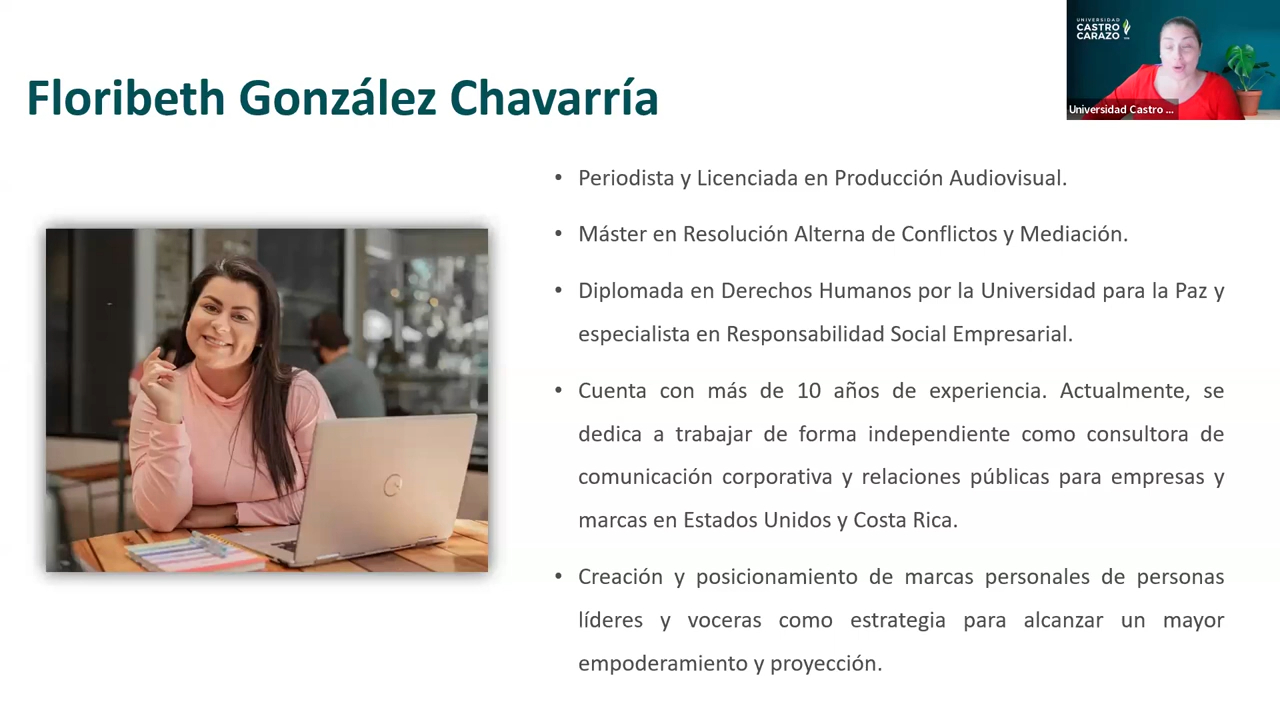 UNIVERSIDAD
CASTRO
CARAZO
Universidad Castro ...
Floribeth González Chavarría
• Periodista y Licenciada en Producción Audiovisual.
• Máster en Resolución Alterna de Conflictos y Mediación.
• Diplomada en Derechos Humanos por la Universidad para la Paz y
especialista en Responsabilidad Social Empresarial.
• Cuenta con más de 10 años de experiencia. Actualmente, se
dedica a trabajar de forma independiente como consultora de
comunicación corporativa y relaciones públicas para empresas y
marcas en Estados Unidos y Costa Rica.
• Creación y posicionamiento de marcas personales de personas
líderes y voceras como estrategia para alcanzar un mayor
empoderamiento y proyección.